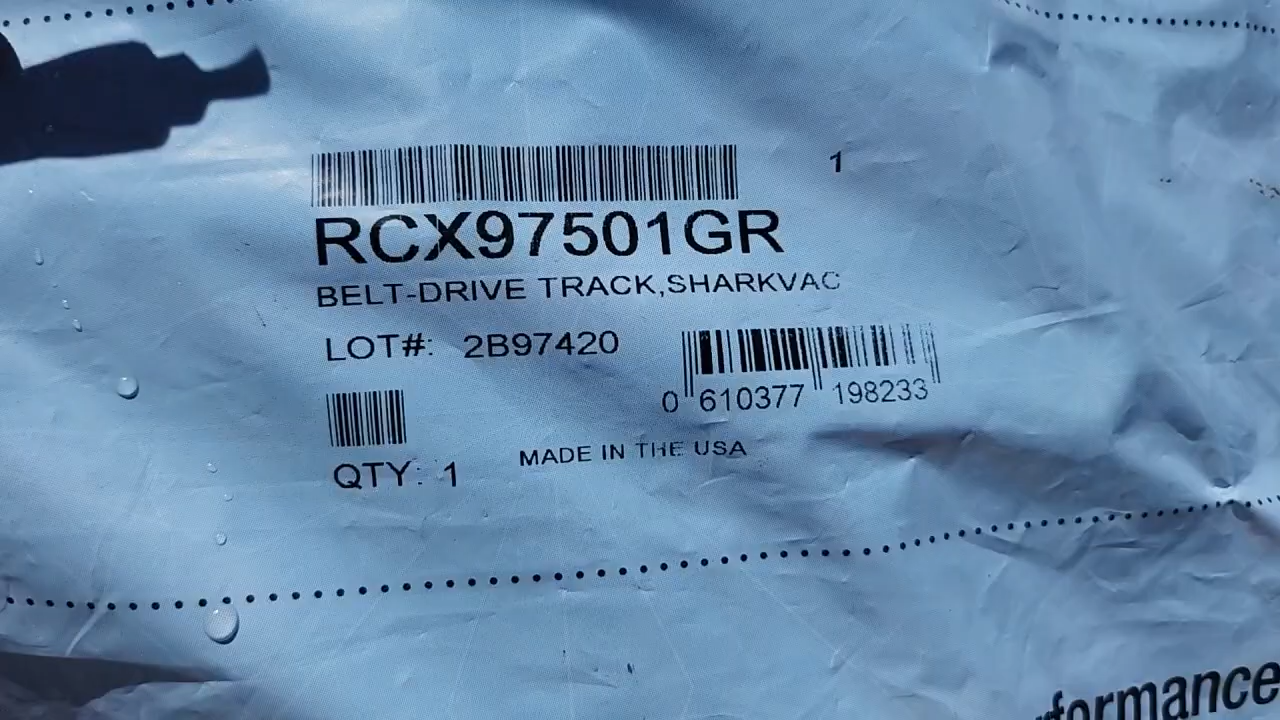 1
RCX97501GR
BELT-DRIVE TRACK,SHARKVAC
LOT#: 2B97420
0 610377 198233
QTY: 1
MADE IN THE USA
formance